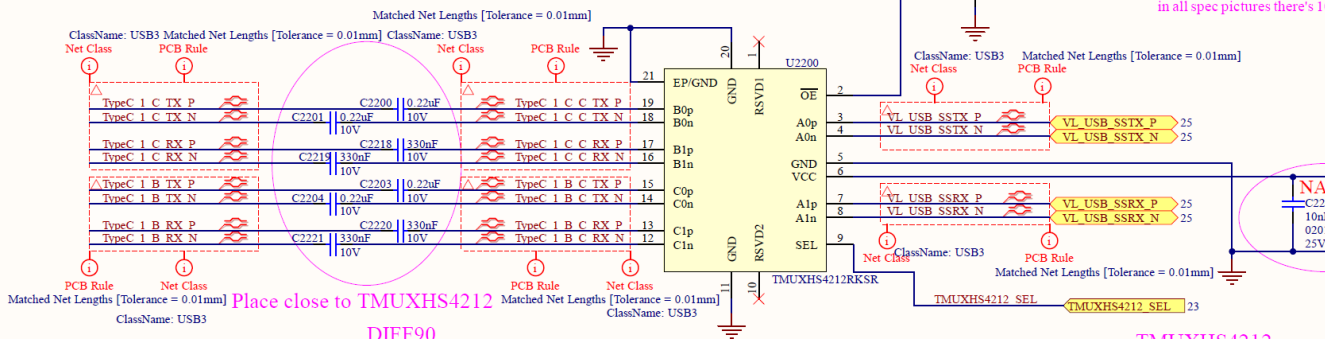 in all spec pictures there's 1
Matched Net Lengths [Tolerance = 0.01mm]
ClassName: USB3 Matched Net Lengths [Tolerance = 0.01mm] ClassName: USB3
Net Class PCB Rule Net Class PCB Rule
ClassName: USB3 Matched Net Lengths [Tolerance = 0.01mm]
Net Class PCB Rule
U2200
20 1
21 EP/GND GND RSVD1 OE 2
TypeC_1_C_TX_P C2200 0.22uF TypeC_1_C_C_TX_P 19 B0p
TypeC_1_C_TX_N C2201 0.22uF 10V TypeC_1_C_C_TX_N 18 B0n
10V
A0p 3 VL_USB_SSTX_P VL_USB_SSTX_P 25
A0n 4 VL_USB_SSTX_N VL_USB_SSTX_N 25
TypeC_1_C_RX_P C2218 330nF TypeC_1_C_C_RX_P 17 B1p
TypeC_1_C_RX_N C2219 330nF 10V TypeC_1_C_C_RX_N 16 B1n
10V
GND 5
VCC 6
TypeC_1_B_TX_P C2203 0.22uF TypeC_1_B_C_TX_P 15 C0p
TypeC_1_B_TX_N C2204 0.22uF 10V TypeC_1_B_C_TX_N 14 C0n
10V
A1p 7 VL_USB_SSRX_P VL_USB_SSRX_P 25
A1n 8 VL_USB_SSRX_N VL_USB_SSRX_N 25
TypeC_1_B_RX_P C2220 330nF TypeC_1_B_C_RX_P 13 C1p
TypeC_1_B_RX_N C2221 330nF 10V TypeC_1_B_C_RX_N 12 C1n
10V
GND RSVD2 SEL 9
11 10
TMUXHS4212RKSR
NA
C22
10n
020
25V
Net Class ClassName: USB3 PCB Rule
Matched Net Lengths [Tolerance = 0.01mm]
PCB Rule Net Class PCB Rule Net Class
Matched Net Lengths [Tolerance = 0.01mm] Place close to TMUXHS4212 Matched Net Lengths [Tolerance = 0.01mm]
ClassName: USB3 ClassName: USB3
DIFF90
TMUXHS4212_SEL TMUXHS4212_SEL 23
TMUXHS4212